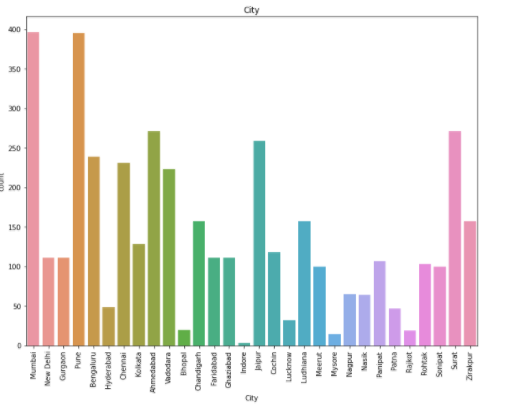 City
400
350
300
250
200
150
100
50
0
count
Mumbai
New Delhi
Gurgaon
Pune
Bengaluru
Hyderabad
Chennai
Kolkata
Ahmedabad
Vadodara
Bhopal
Chandigarh
Faridabad
Ghaziabad
Indore
Jaipur
Cochin
Lucknow
Ludhiana
Meerut
Mysore
Nagpur
Nasik
Panipat
Patna
Rajkot
Rohtak
Sonipat
Surat
Zirakpur
City